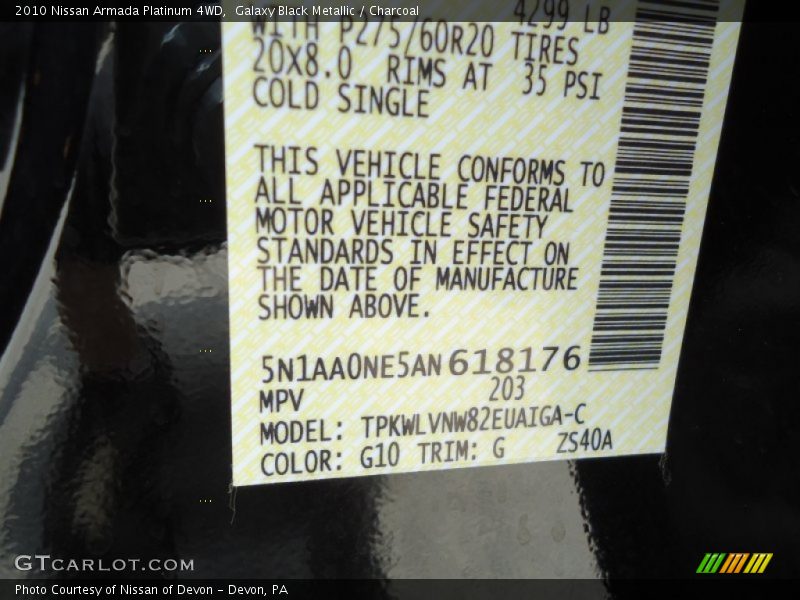 2010 Nissan Armada Platinum 4WD, Galaxy Black Metallic / Charcoal
4299 LB
WITH P275/60R20 TIRES
20X8.0 RIMS AT 35 PSI
COLD SINGLE
THIS VEHICLE CONFORMS TO
ALL APPLICABLE FEDERAL
MOTOR VEHICLE SAFETY
STANDARDS IN EFFECT ON
THE DATE OF MANUFACTURE
SHOWN ABOVE.
5N1AA0NE5AN618176
MPV 203
MODEL: TPKWLVNW82EUAIGA-C
COLOR: G10 TRIM: G ZS40A
GTCARLOT.COM
Photo Courtesy of Nissan of Devon - Devon, PA